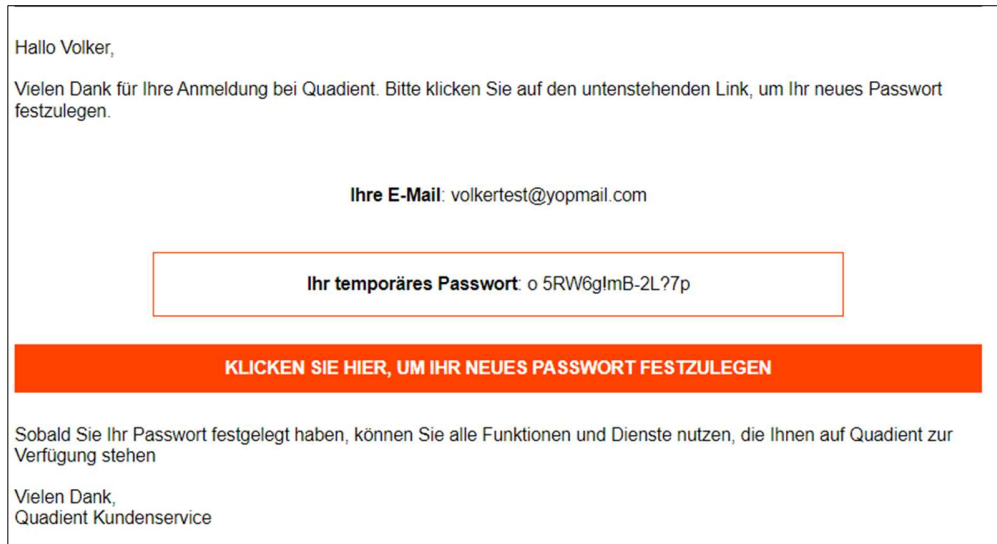 Hallo Volker,
Vielen Dank für Ihre Anmeldung bei Quadient. Bitte klicken Sie auf den untenstehenden Link, um Ihr neues Passwort
festzulegen.
Ihre E-Mail: volkertest@yopmail.com
Ihr temporäres Passwort: o 5RW6g!mB-2L?7p
KLICKEN SIE HIER, UM IHR NEUES PASSWORT FESTZULEGEN
Sobald Sie Ihr Passwort festgelegt haben, können Sie alle Funktionen und Dienste nutzen, die Ihnen auf Quadient zur
Verfügung stehen
Vielen Dank,
Quadient Kundenservice